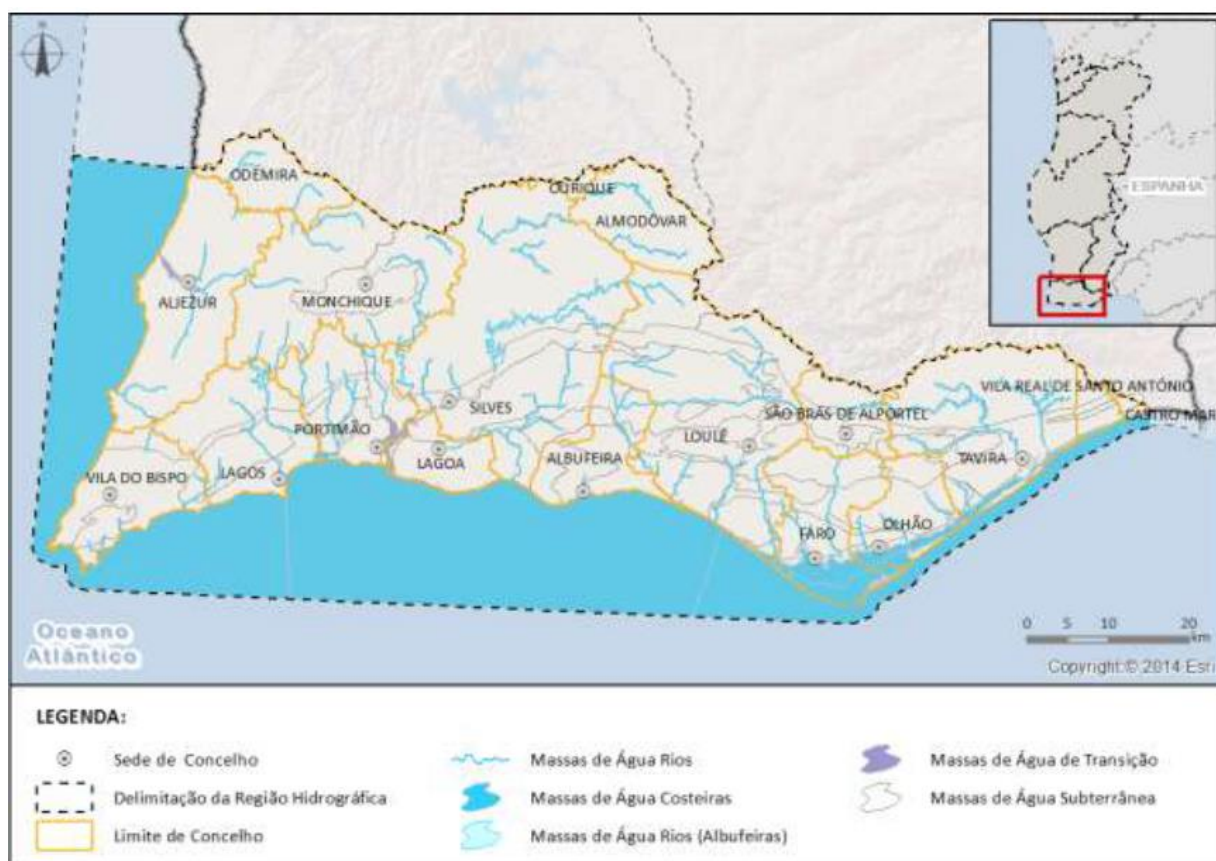 ESPANHA
ODEMIRA
OURIQUE
ALMODÔVAR
ALJEZUR
MONCHIQUE
VILA REAL DE SANTO ANTÓNIO
CASTRO MAR
SILVES
SÃO BRÁS DE ALPORTEL
PORTIMÃO
LOULÉ
LAGOA
ALBUFEIRA
TAVIRA
VILA DO BISPO
LAGOS
FARO
OLHÃO
Oceano
Atlântico
0 5 10 20
km
Copyright:© 2014 Esri
LEGENDA:
Sede de Concelho
Massas de Água Rios
Massas de Água de Transição
Delimitação da Região Hidrográfica
Massas de Água Costeiras
Massas de Água Subterrânea
Limite de Concelho
Massas de Água Rios (Albufeiras)